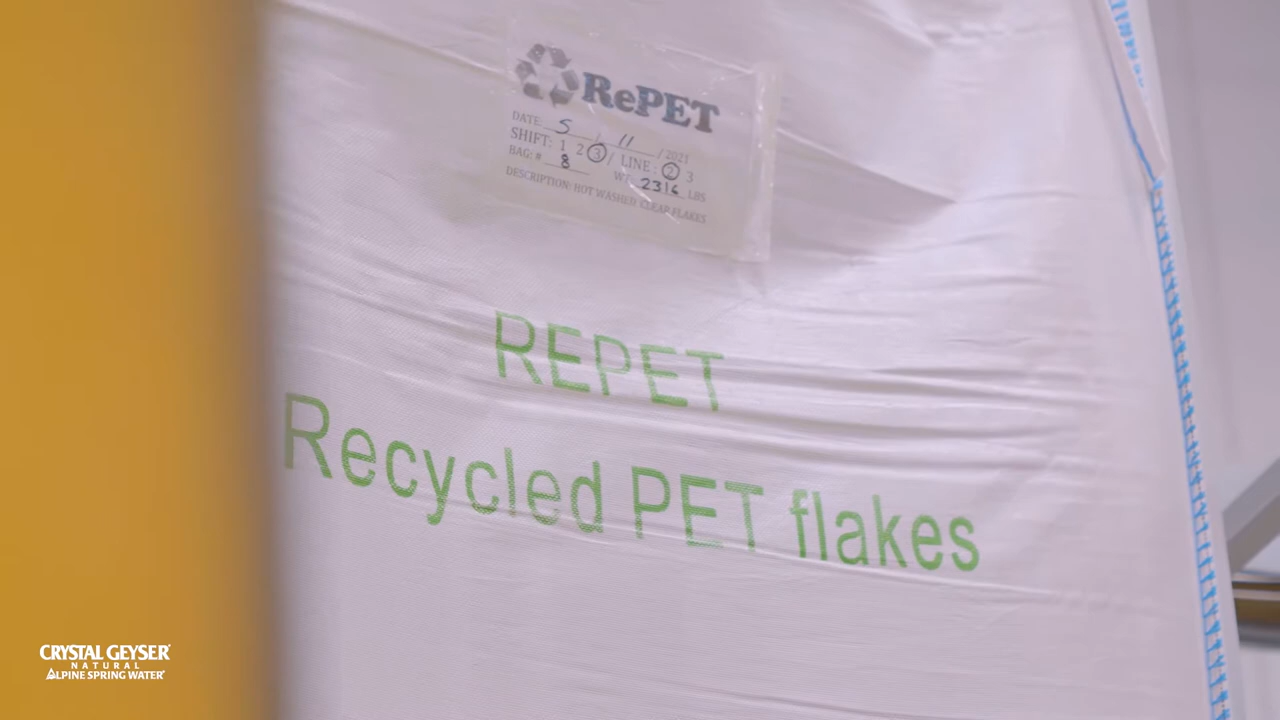 RePET
DATE: 5 / 11 / 2021
SHIFT: 1 2 3 / LINE: 2 3
BAG: # 8 WT. 2316 LBS
DESCRIPTION: HOT WASHED CLEAR FLAKES
REPET
Recycled PET flakes
CRYSTAL GEYSER
NATURAL
ALPINE SPRING WATER